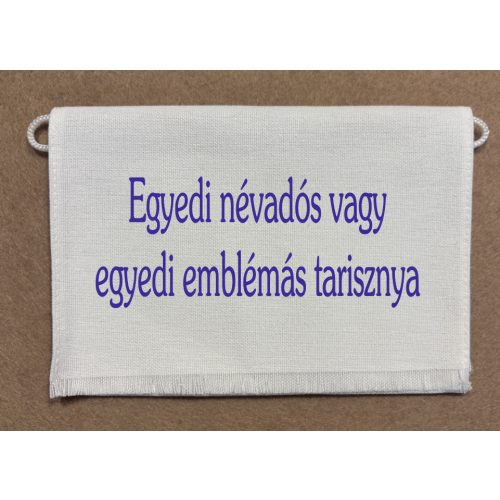 Egyedi névadós vagy
egyedi emblémás tarisznya